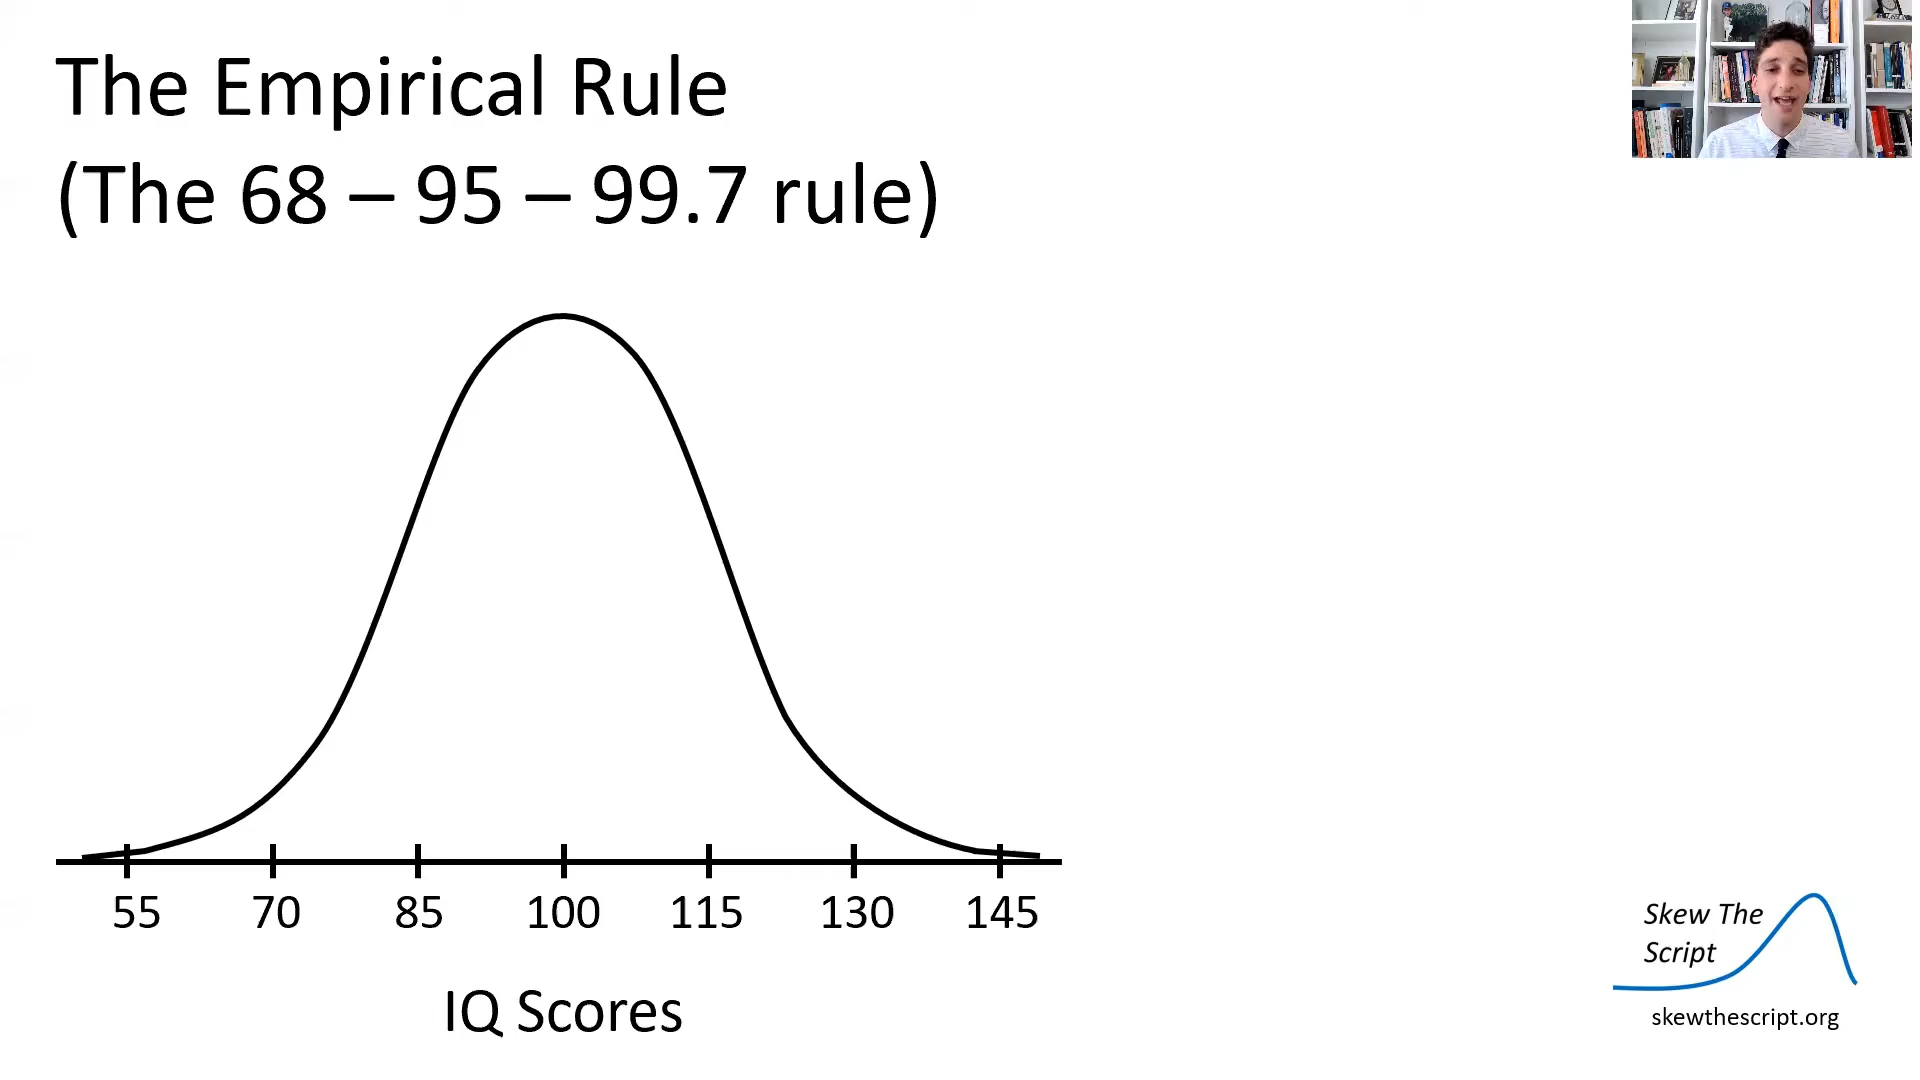 The Empirical Rule
(The 68 – 95 – 99.7 rule)
55 70 85 100 115 130 145
IQ Scores
Skew The
Script
skewthescript.org